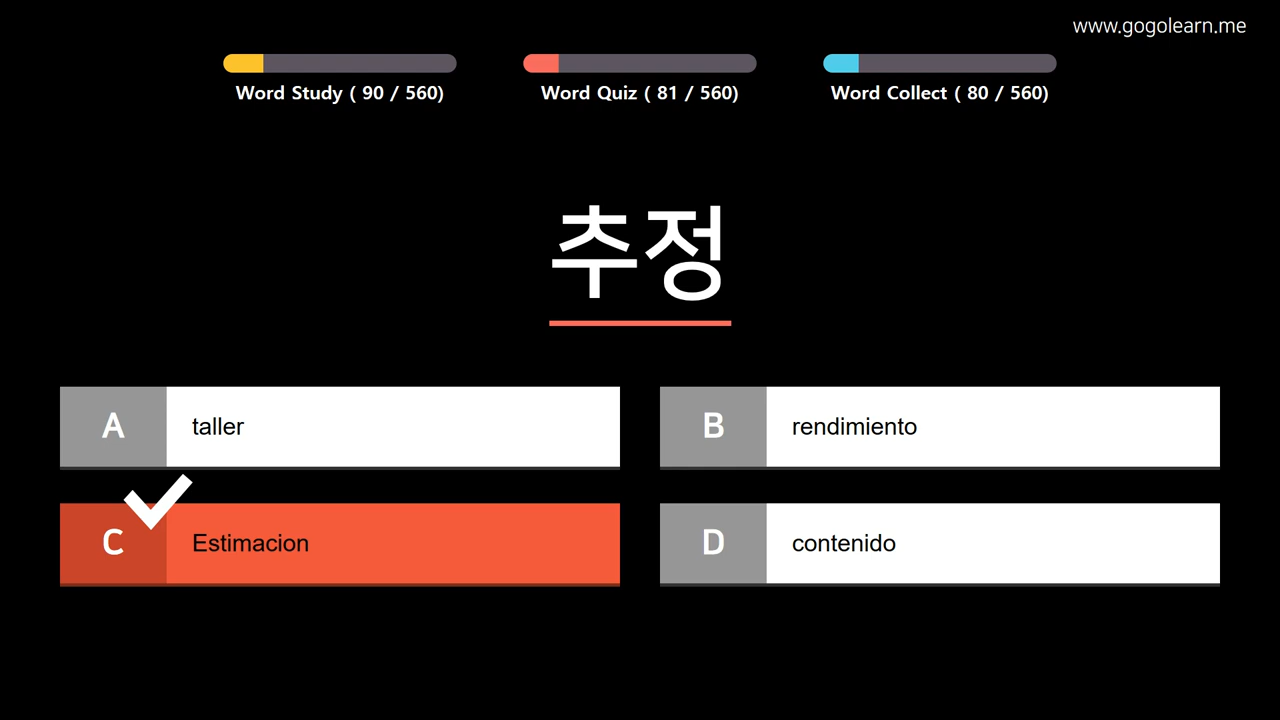 www.gogolearn.me
Word Study ( 90 / 560)
Word Quiz ( 81 / 560)
Word Collect ( 80 / 560)
추정
A taller
B rendimiento
C Estimacion
D contenido